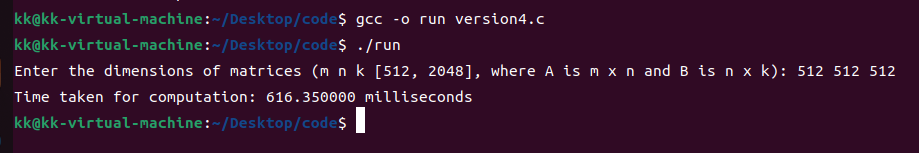 kk@kk-virtual-machine:~/Desktop/code$ gcc -o run version4.c
kk@kk-virtual-machine:~/Desktop/code$ ./run
Enter the dimensions of matrices (m n k [512, 2048], where A is m x n and B is n x k): 512 512 512
Time taken for computation: 616.350000 milliseconds
kk@kk-virtual-machine:~/Desktop/code$